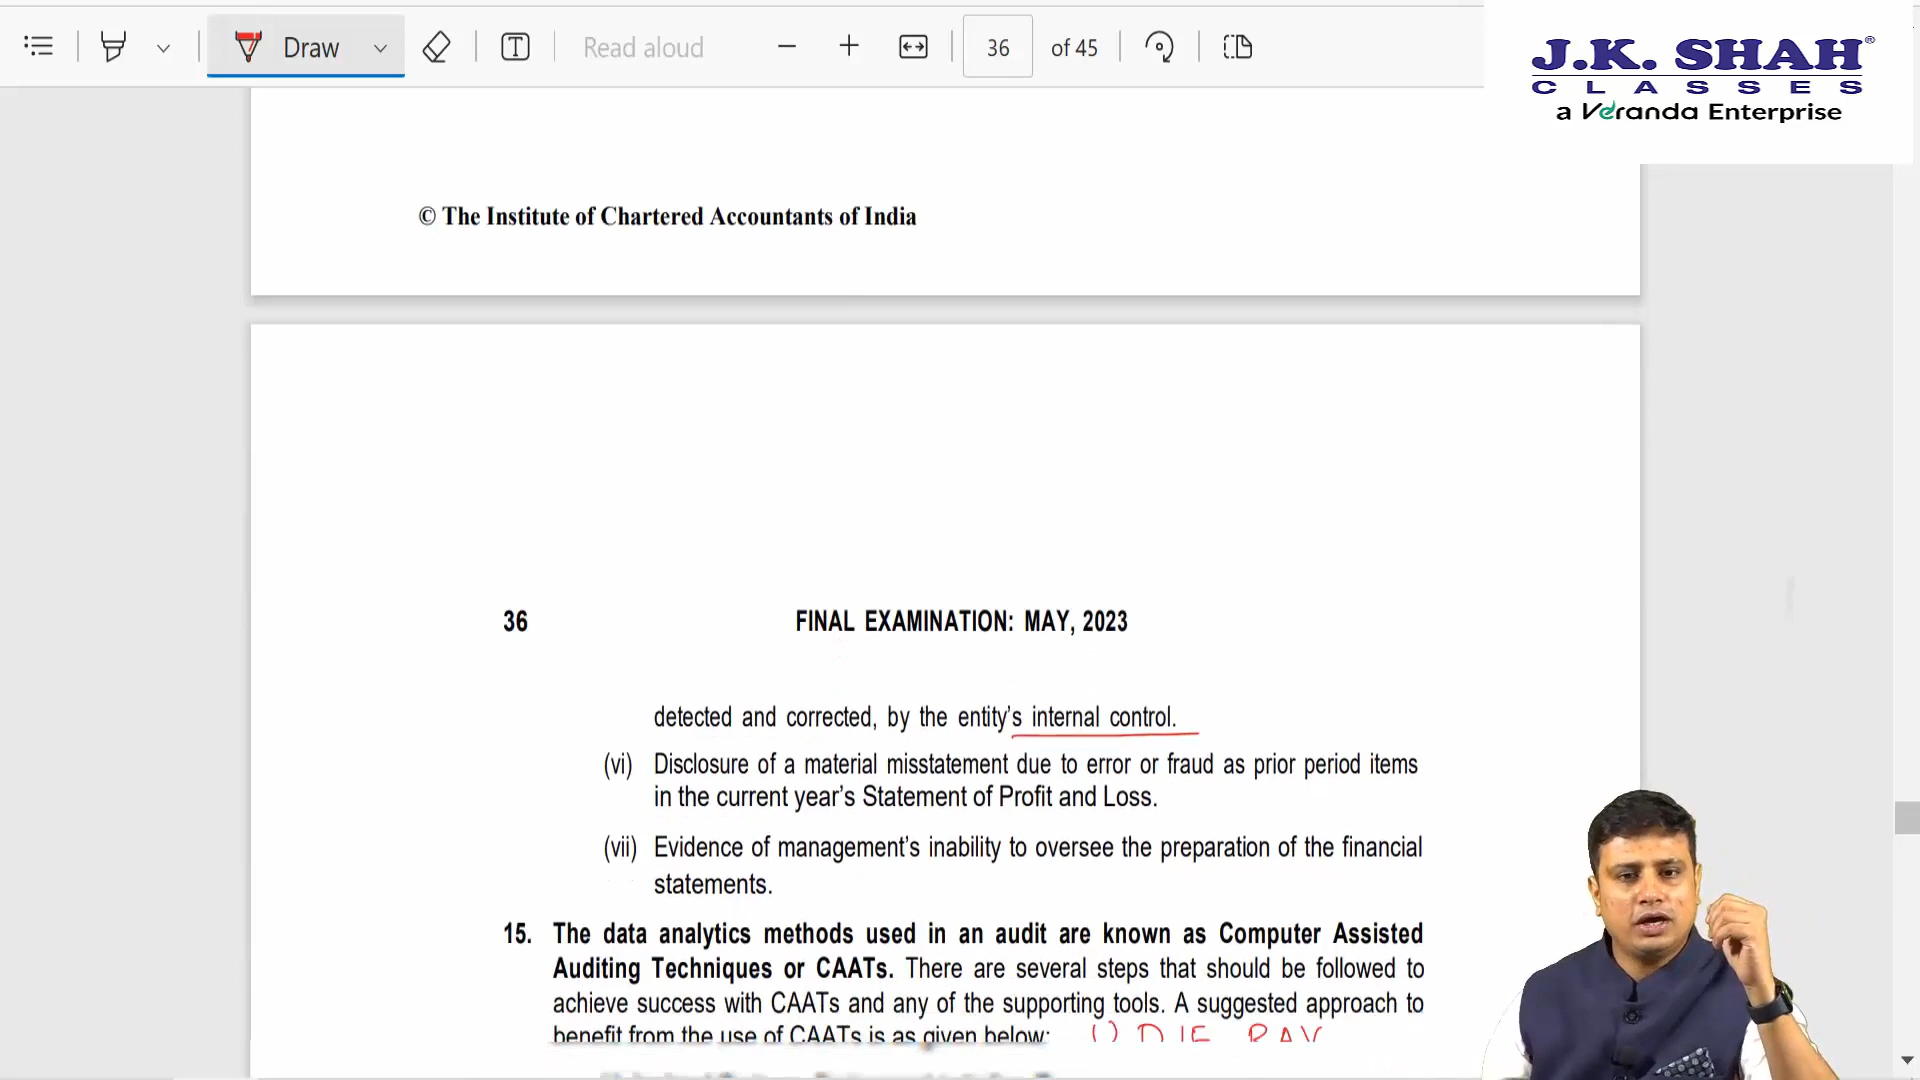 Draw
Read aloud
36
of 45
J.K. SHAH®
CLASSES
a Veranda Enterprise
© The Institute of Chartered Accountants of India
36
FINAL EXAMINATION: MAY, 2023
detected and corrected, by the entity's internal control.
(vi) Disclosure of a material misstatement due to error or fraud as prior period items
in the current year's Statement of Profit and Loss.
(vii) Evidence of management's inability to oversee the preparation of the financial
statements.
15. The data analytics methods used in an audit are known as Computer Assisted
Auditing Techniques or CAATs. There are several steps that should be followed to
achieve success with CAATs and any of the supporting tools. A suggested approach to
benefit from the use of CAATs is as given below: